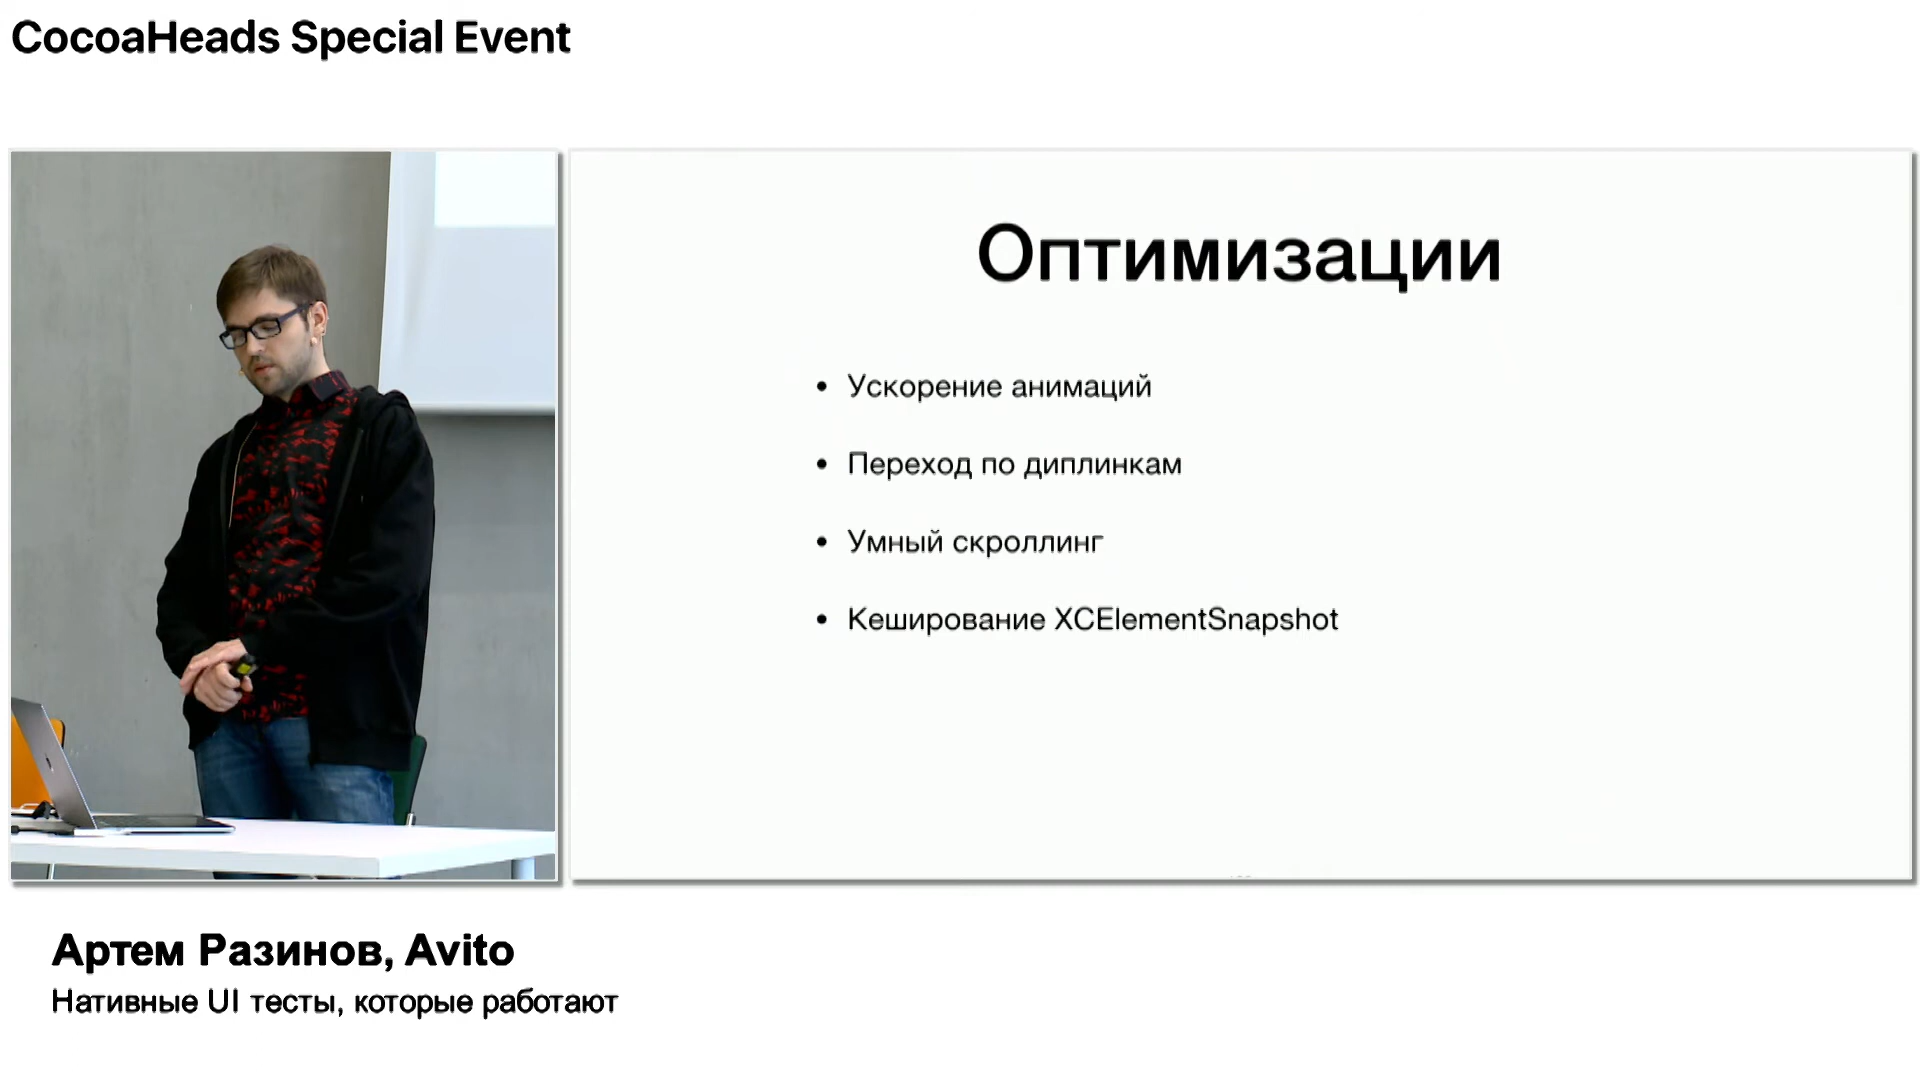 CocoaHeads Special Event
Оптимизации
• Ускорение анимаций
• Переход по диплинкам
• Умный скроллинг
• Кеширование XCElementSnapshot
Артем Разинов, Avito
Нативные UI тесты, которые работают